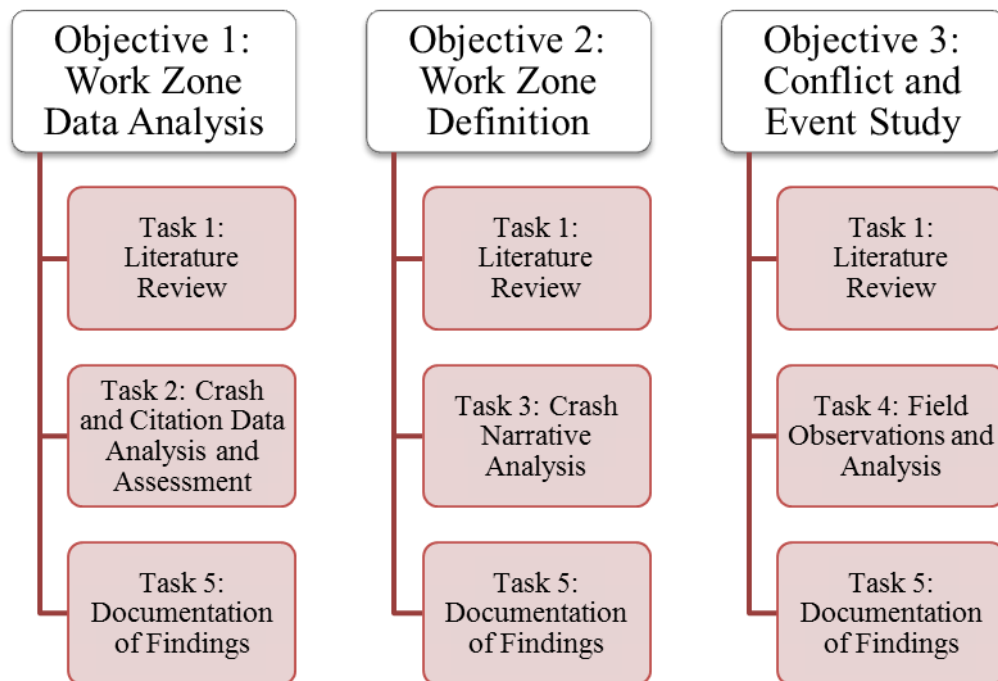 Objective 1:
Work Zone
Data Analysis
Task 1:
Literature
Review
Task 2: Crash
and Citation Data
Analysis and
Assessment
Task 5:
Documentation
of Findings
Objective 2:
Work Zone
Definition
Task 1:
Literature
Review
Task 3: Crash
Narrative
Analysis
Task 5:
Documentation
of Findings
Objective 3:
Conflict and
Event Study
Task 1:
Literature
Review
Task 4: Field
Observations and
Analysis
Task 5:
Documentation
of Findings